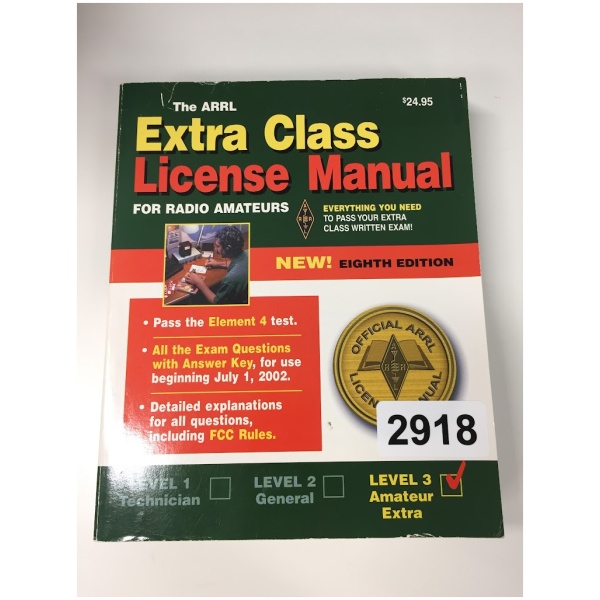 The ARRL
$24.95
Extra Class
License Manual
FOR RADIO AMATEURS
EVERYTHING YOU NEED
TO PASS YOUR EXTRA
CLASS WRITTEN EXAM!
NEW! EIGHTH EDITION
• Pass the Element 4 test.
• All the Exam Questions
with Answer Key, for use
beginning July 1, 2002.
• Detailed explanations
for all questions,
including FCC Rules.
OFFICIAL ARRL
2918
LEVEL 1
Technician
LEVEL 2
General
LEVEL 3
Amateur
Extra